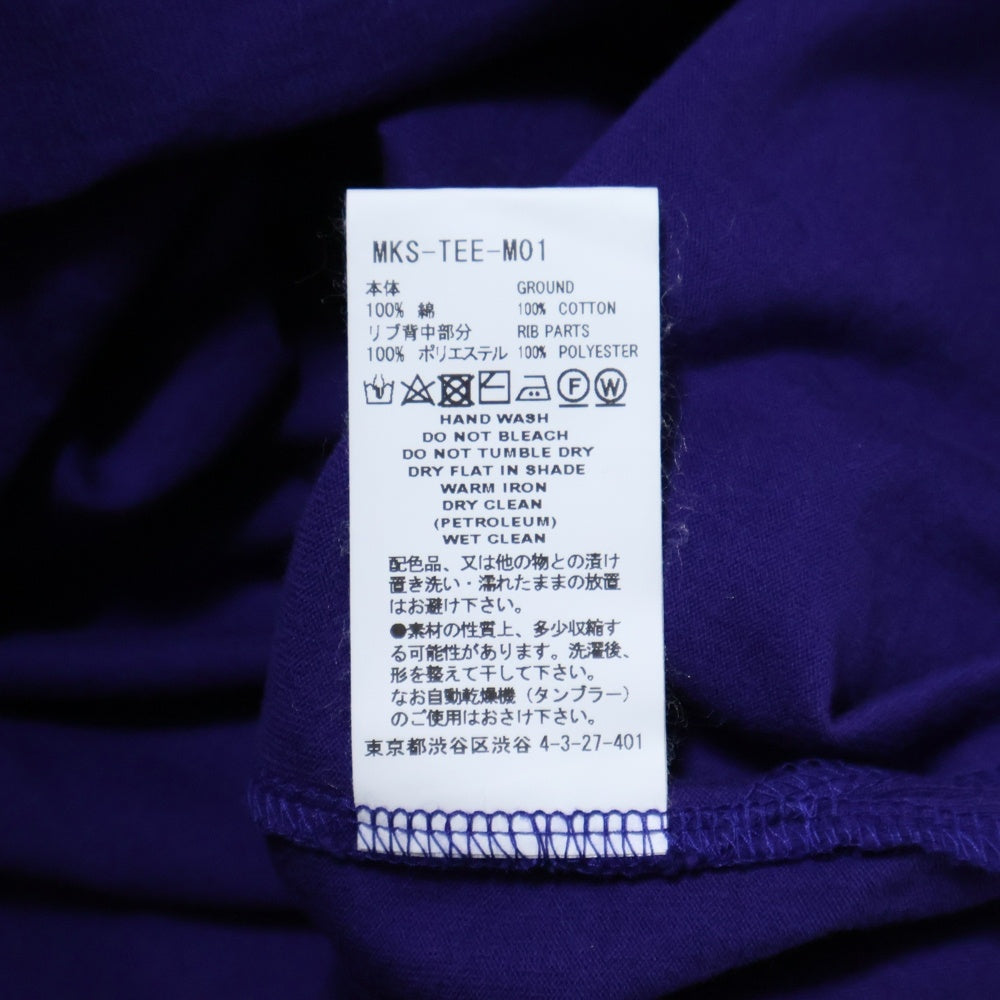 MKS-TEE-M01
本体 GROUND
100% 綿 100% COTTON
リブ背中部分 RIB PARTS
100% ポリエステル 100% POLYESTER
F W
HAND WASH
DO NOT BLEACH
DO NOT TUMBLE DRY
DRY FLAT IN SHADE
WARM IRON
DRY CLEAN
(PETROLEUM)
WET CLEAN
配色品、又は他の物との漬け
置き洗い・濡れたままの放置
はお避け下さい。
●素材の性質上、多少収縮す
る可能性があります。洗濯後、
形を整えて干して下さい。
なお自動乾燥機（タンブラー）
のご使用はおさけ下さい。
東京都渋谷区渋谷 4-3-27-401